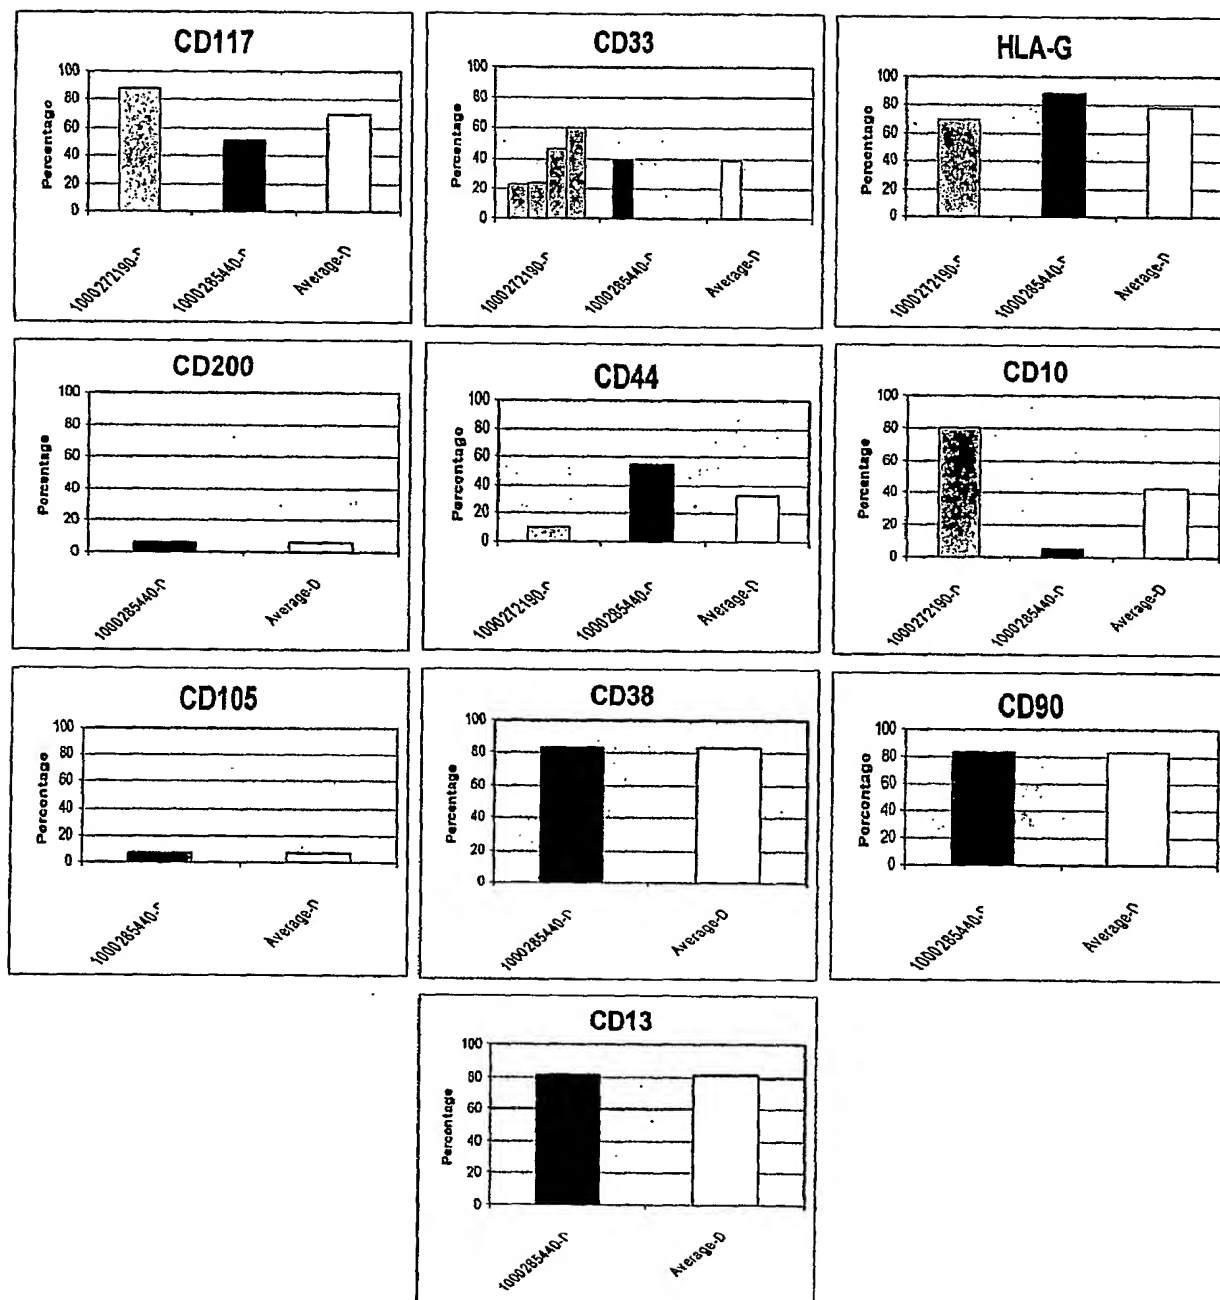 CD117
Percentage
100
80
60
40
20
0
1000272190-D
1000285440-D
Average-D
CD33
Percentage
100
80
60
40
20
0
1000272190-D
1000285440-D
Average-D
HLA-G
Percentage
100
80
60
40
20
0
1000272190-D
1000285440-D
Average-D
CD200
Percentage
100
80
60
40
20
0
1000285440-D
Average-D
CD44
Percentage
100
80
60
40
20
0
1000272190-D
1000285440-D
Average-D
CD10
Percentage
100
80
60
40
20
0
1000272190-D
1000285440-D
Average-D
CD105
Percentage
100
80
60
40
20
0
1000285440-D
Average-D
CD38
Percentage
100
80
60
40
20
0
1000285440-D
Average-D
CD90
Percentage
100
80
60
40
20
0
1000285440-D
Average-D
CD13
Percentage
100
80
60
40
20
0
1000285440-D
Average-D